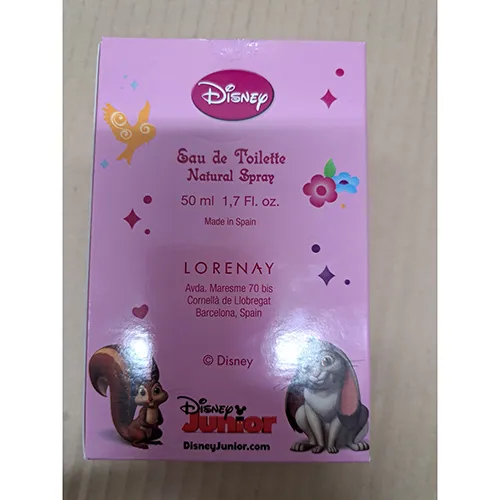 Disney
Eau de Toilette
Natural Spray
50 ml 1,7 Fl. oz.
Made in Spain
LORENAY
Avda. Maresme 70 bis
Cornellà de Llobregat
Barcelona, Spain
© Disney
Disney
Junior
DisneyJunior.com